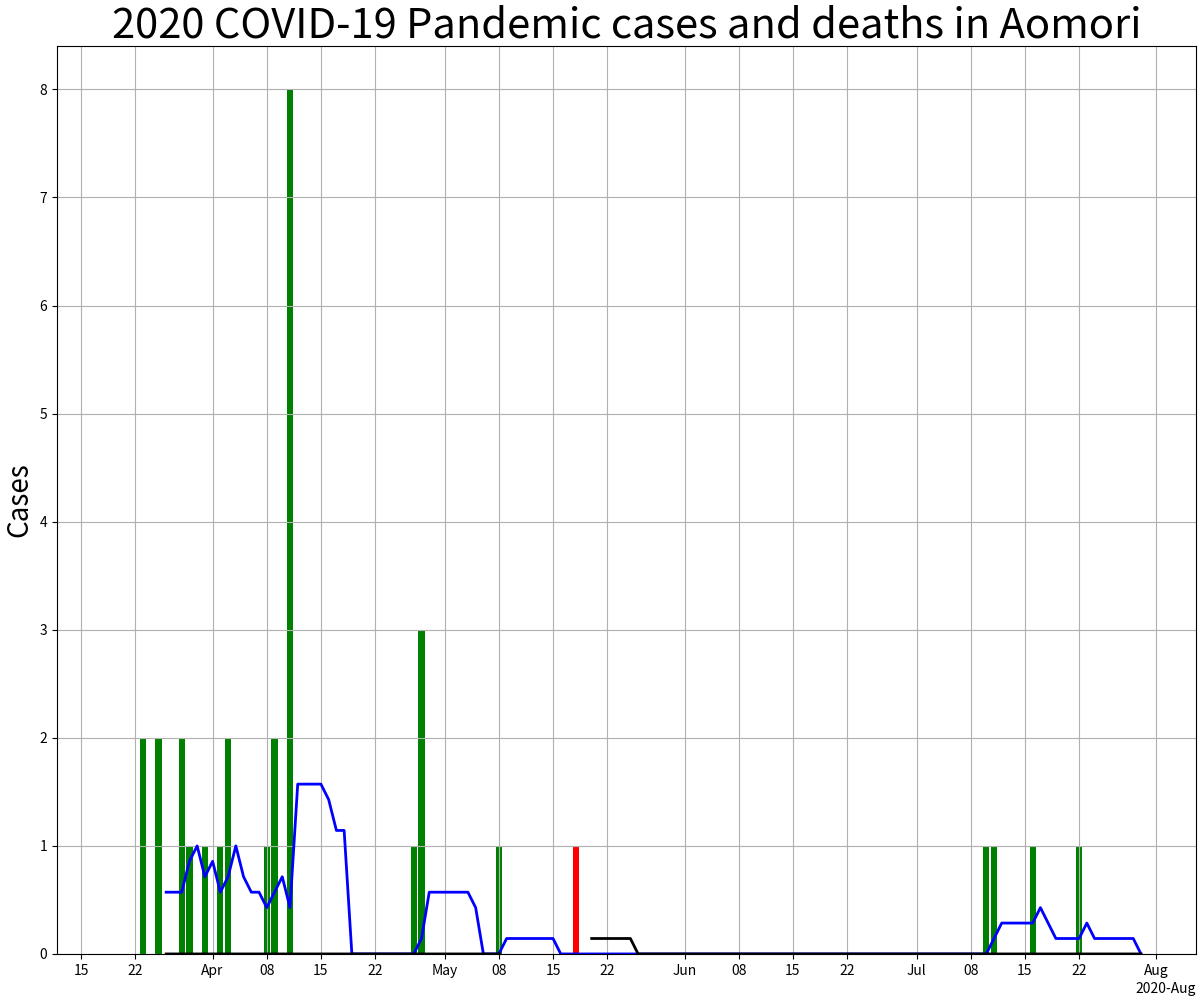 2020 COVID-19 Pandemic cases and deaths in Aomori
Cases
8
7
6
5
4
3
2
1
0
15 22 Apr 08 15 22 May 08 15 22 Jun 08 15 22 Jul 08 15 22 Aug
2020-Aug